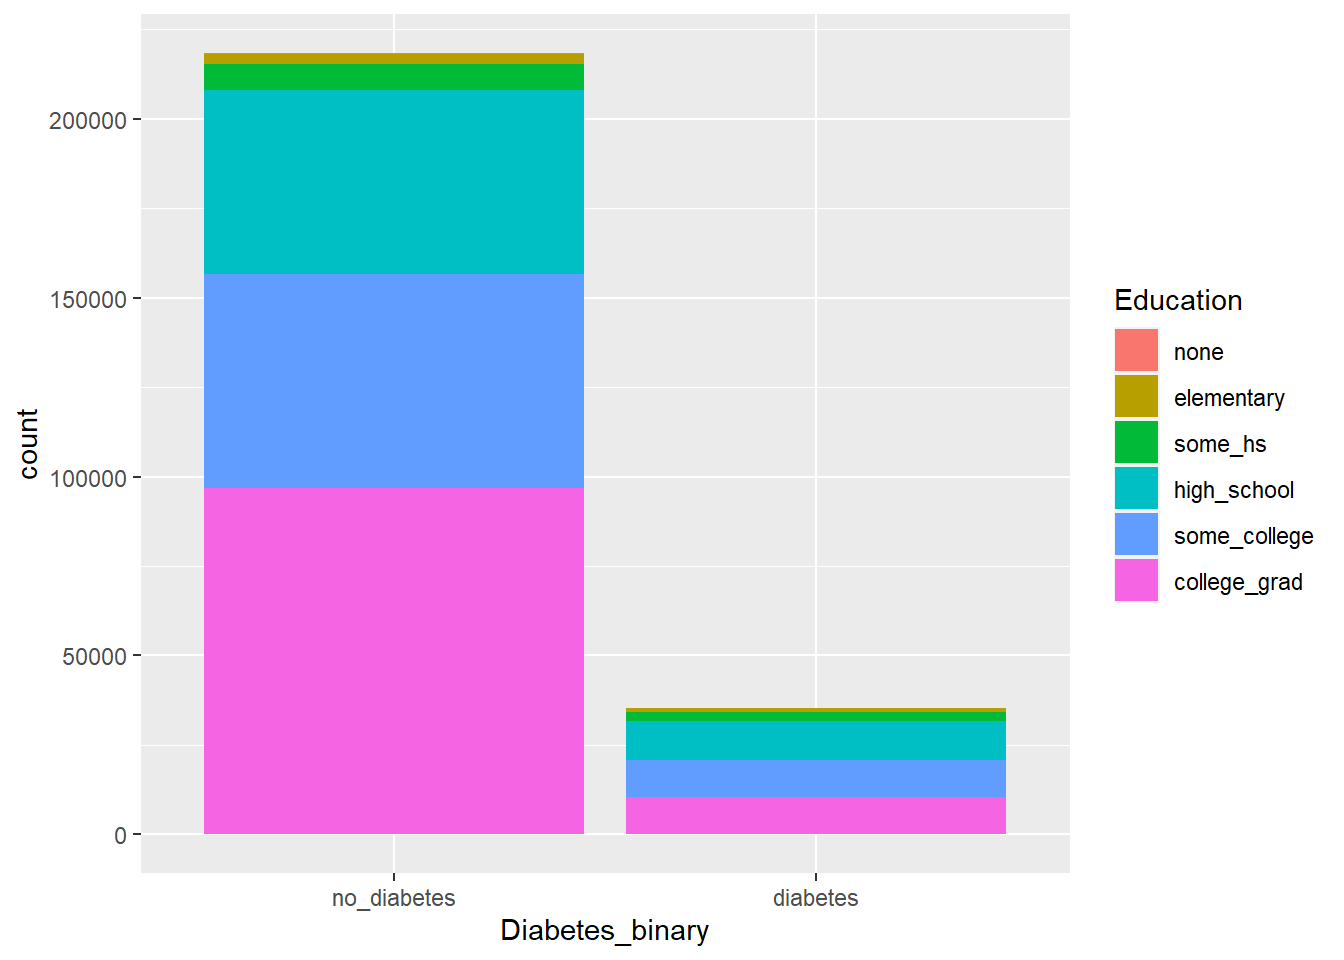 200000
150000
100000
50000
0
count
no_diabetes
diabetes
Diabetes_binary
Education
none
elementary
some_hs
high_school
some_college
college_grad